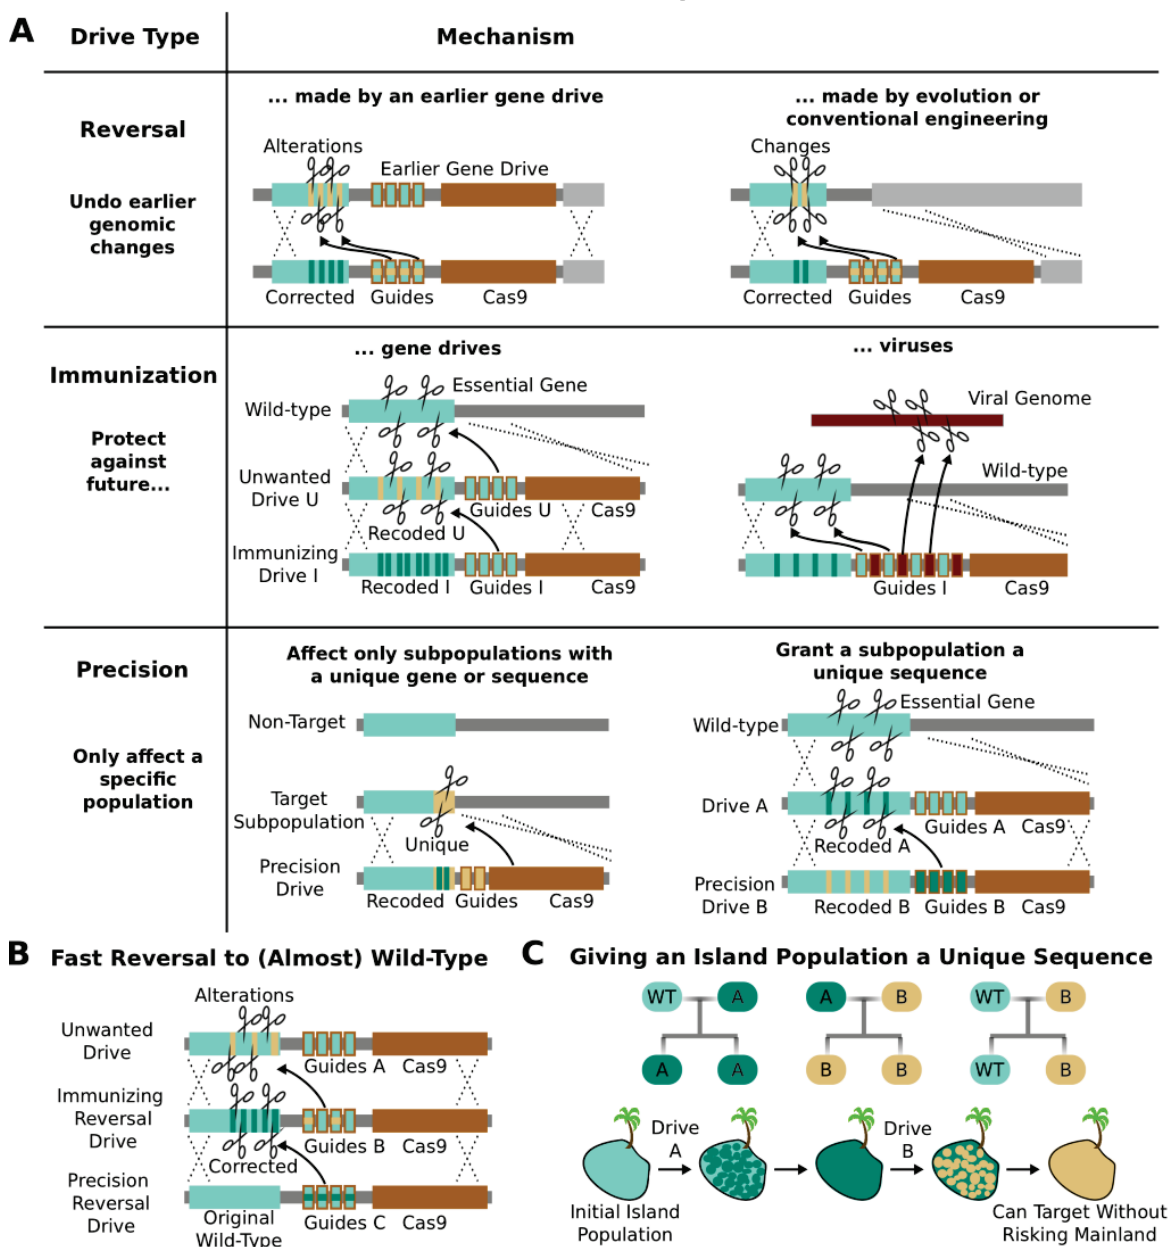 A
Drive Type
Mechanism
Reversal
Undo earlier
genomic
changes
... made by an earlier gene drive
Alterations
Earlier Gene Drive
Corrected
Guides
Cas9
... made by evolution or
conventional engineering
Changes
Corrected
Guides
Cas9
Immunization
Protect
against
future...
... gene drives
Essential Gene
Wild-type
Unwanted
Drive U
Guides U
Cas9
Recoded U
Immunizing
Drive I
Recoded I
Guides I
Cas9
... viruses
Viral Genome
Wild-type
Guides I
Cas9
Precision
Only affect a
specific
population
Affect only subpopulations with
a unique gene or sequence
Non-Target
Target
Subpopulation
Unique
Precision
Drive
Recoded
Guides
Cas9
Grant a subpopulation a
unique sequence
Essential Gene
Wild-type
Drive A
Guides A
Cas9
Recoded A
Precision
Drive B
Recoded B
Guides B
Cas9
B
Fast Reversal to (Almost) Wild-Type
Alterations
Unwanted
Drive
Guides A
Cas9
Immunizing
Reversal
Drive
Guides B
Cas9
Corrected
Precision
Reversal
Drive
Original
Wild-Type
Guides C
Cas9
C
Giving an Island Population a Unique Sequence
WT
A
A
B
WT
B
A
A
B
B
WT
B
Drive
A
Drive
B
Initial Island
Population
Can Target Without
Risking Mainland